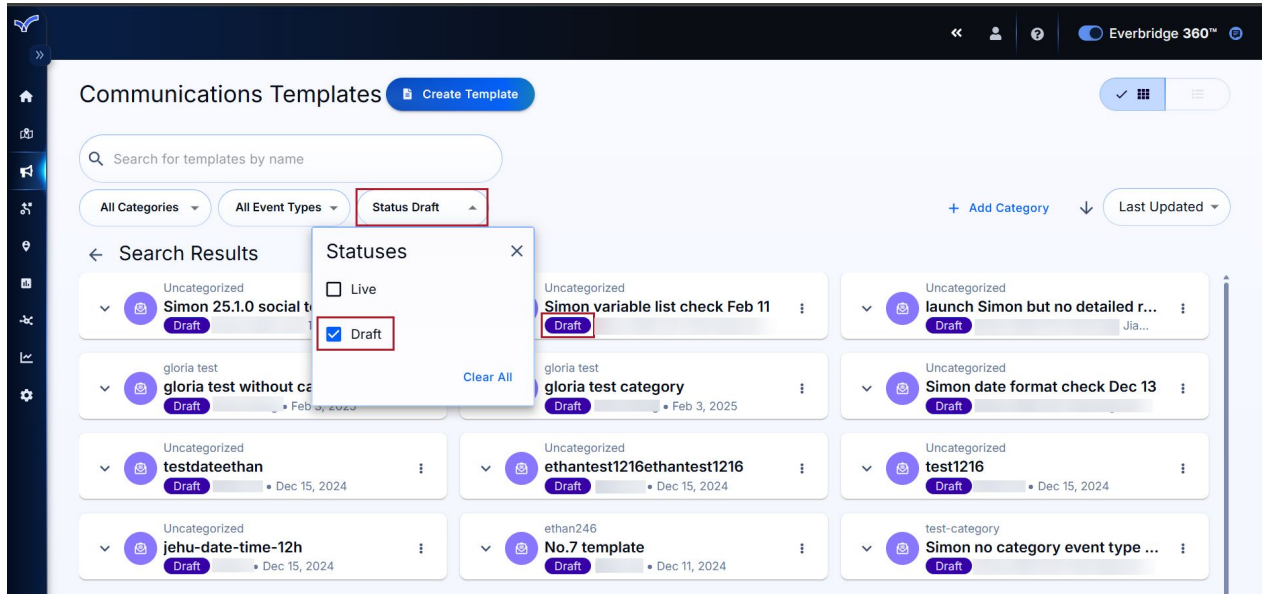 Everbridge 360™
Communications Templates
Create Template
Search for templates by name
All Categories
All Event Types
Status Draft
+ Add Category
Last Updated
Search Results
Statuses
Live
Draft
Clear All
Uncategorized
Simon 25.1.0 social t
Draft
Uncategorized
Simon variable list check Feb 11
Draft
Uncategorized
launch Simon but no detailed r...
Draft
Jia...
gloria test
gloria test without ca
Draft • Feb 3, 2025
gloria test
gloria test category
Draft • Feb 3, 2025
Uncategorized
Simon date format check Dec 13
Draft
Uncategorized
testdateethan
Draft • Dec 15, 2024
Uncategorized
ethantest1216ethantest1216
Draft • Dec 15, 2024
Uncategorized
test1216
Draft • Dec 15, 2024
Uncategorized
jehu-date-time-12h
Draft • Dec 15, 2024
ethan246
No.7 template
Draft • Dec 11, 2024
test-category
Simon no category event type ...
Draft